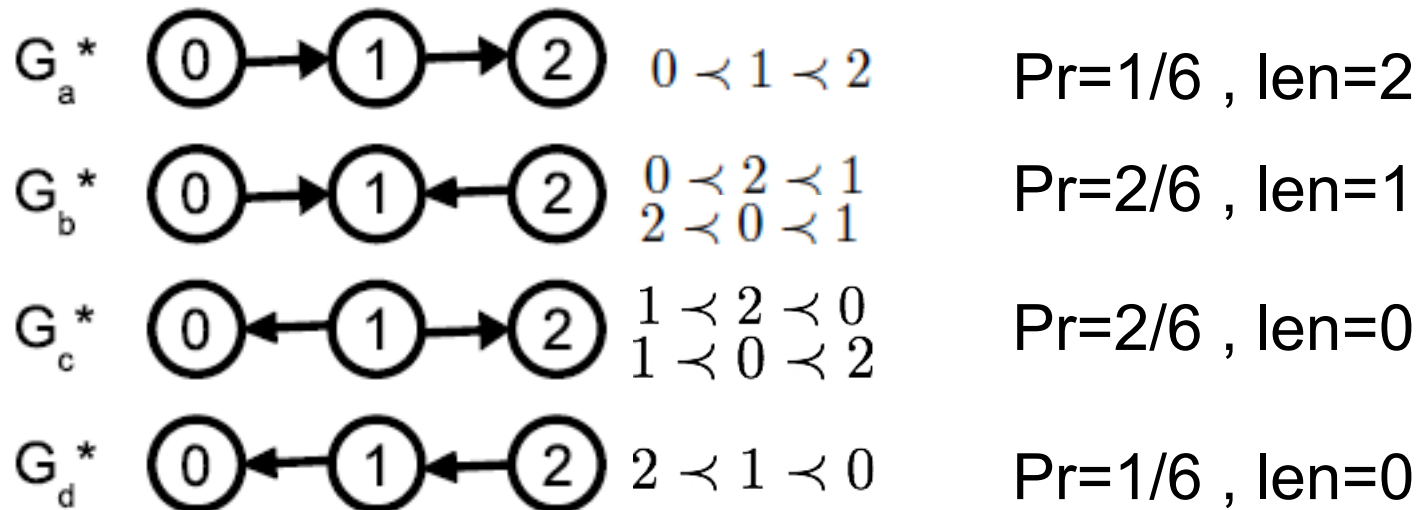 G_a* 0 1 2 0 ≺ 1 ≺ 2 Pr=1/6 , len=2
G_b* 0 1 2 0 ≺ 2 ≺ 1 Pr=2/6 , len=1
2 ≺ 0 ≺ 1
G_c* 0 1 2 1 ≺ 2 ≺ 0 Pr=2/6 , len=0
1 ≺ 0 ≺ 2
G_d* 0 1 2 2 ≺ 1 ≺ 0 Pr=1/6 , len=0